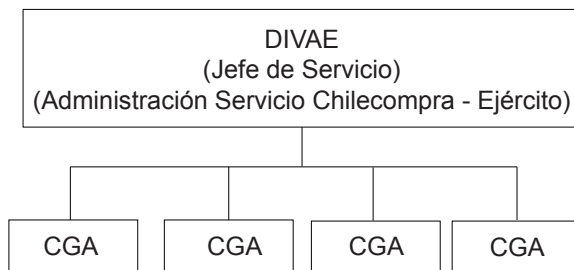 DIVAE
(Jefe de Servicio)
(Administración Servicio Chilecompra - Ejército)
CGA CGA CGA CGA